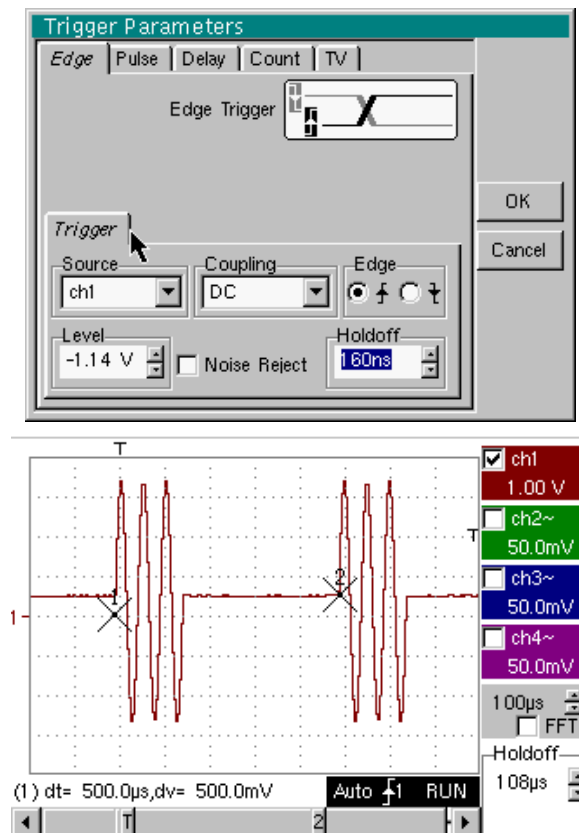 Trigger Parameters
Edge Pulse Delay Count TV
Edge Trigger
OK
Trigger
Cancel
Source Coupling Edge
ch1 DC
Level Holdoff
-1.14 V Noise Reject 160ns
T
ch1
1.00 V
ch2~
50.0mV
T
ch3~
50.0mV
2
1
1
ch4~
50.0mV
100µs
FFT
Holdoff
108µs
(1) dt= 500.0µs,dv= 500.0mV Auto 1 RUN
T 2